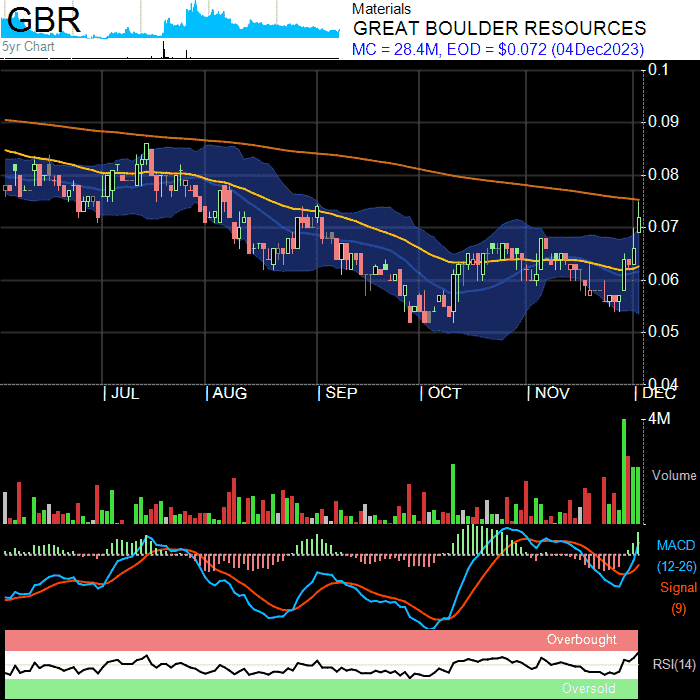 GBR
5yr Chart
Materials
GREAT BOULDER RESOURCES
MC = 28.4M, EOD = $0.072 (04Dec2023)
0.1
0.09
0.08
0.07
0.06
0.05
0.04
JUL
AUG
SEP
OCT
NOV
DEC
4M
Volume
MACD
(12-26)
Signal
(9)
Overbought
RSI(14)
Oversold